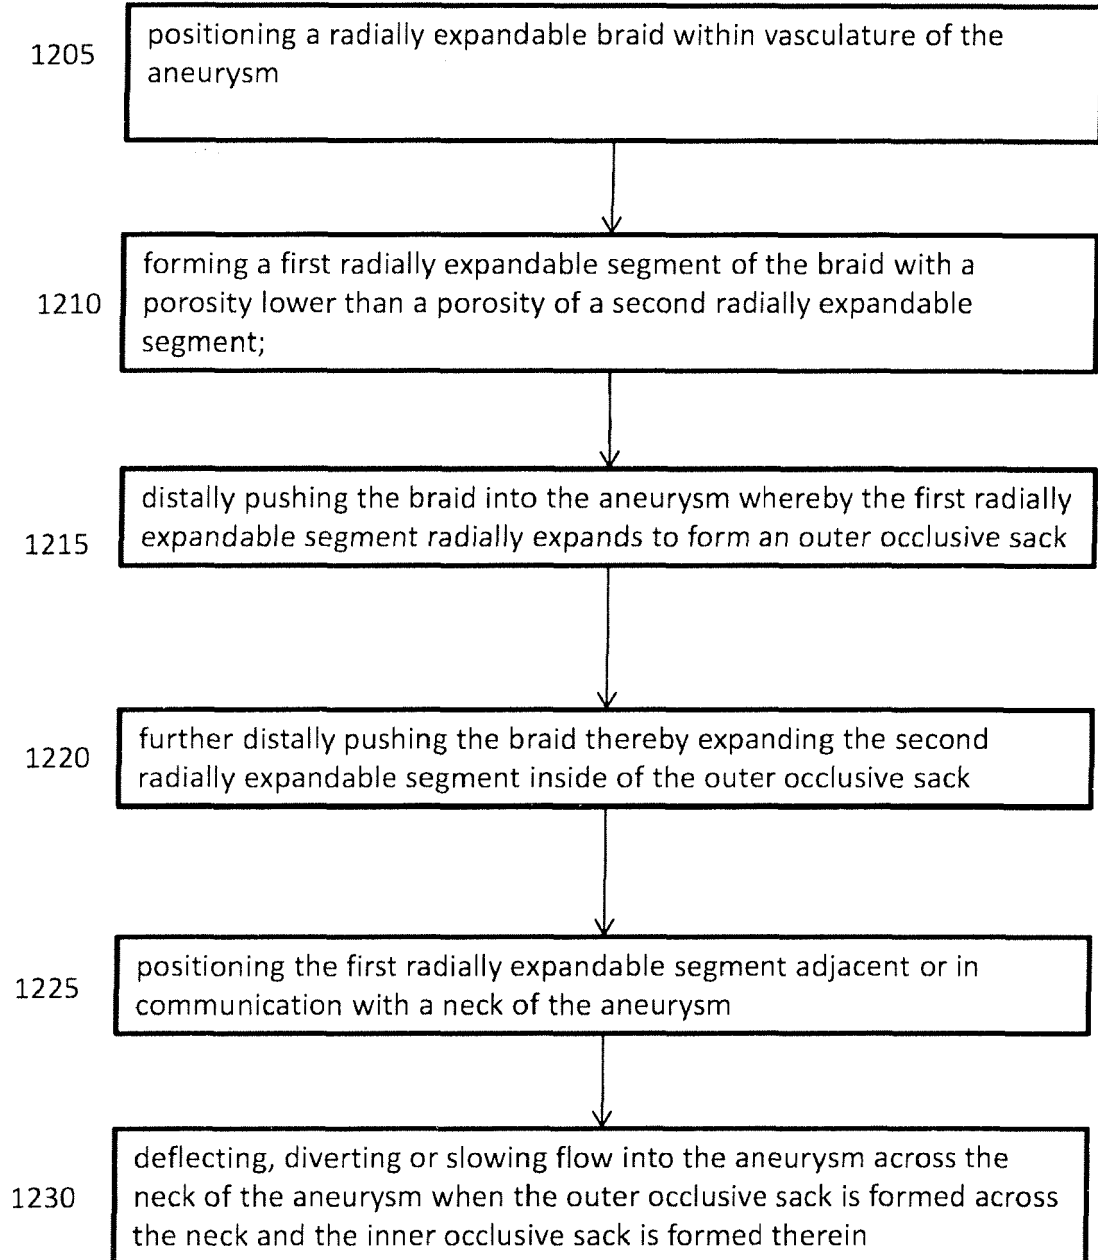 1205
positioning a radially expandable braid within vasculature of the
aneurysm
1210
forming a first radially expandable segment of the braid with a
porosity lower than a porosity of a second radially expandable
segment;
1215
distally pushing the braid into the aneurysm whereby the first radially
expandable segment radially expands to form an outer occlusive sack
1220
further distally pushing the braid thereby expanding the second
radially expandable segment inside of the outer occlusive sack
1225
positioning the first radially expandable segment adjacent or in
communication with a neck of the aneurysm
1230
deflecting, diverting or slowing flow into the aneurysm across the
neck of the aneurysm when the outer occlusive sack is formed across
the neck and the inner occlusive sack is formed therein